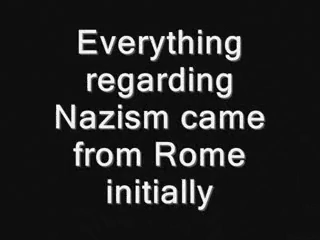 Everything
regarding
Nazism came
from Rome
initially